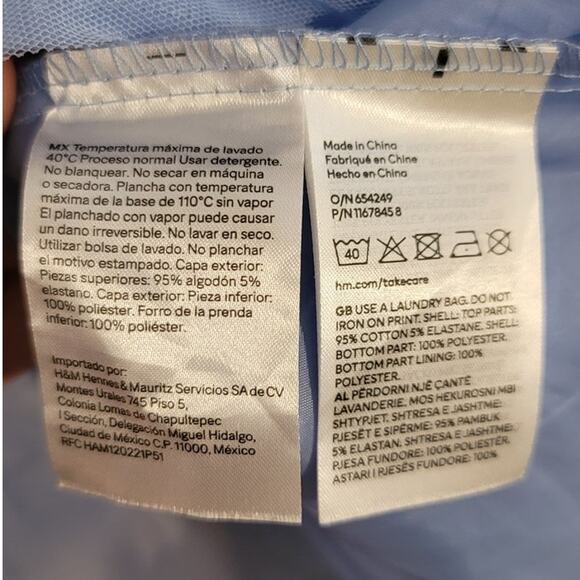 MX Temperatura máxima de lavado
40°C Proceso normal Usar detergente.
No blanquear. No secar en máquina
o secadora. Plancha con temperatura
máxima de la base de 110°C sin vapor
El planchado con vapor puede causar
un dano irreversible. No lavar en seco.
Utilizar bolsa de lavado. No planchar
el motivo estampado. Capa exterior:
Piezas superiores: 95% algodón 5%
elastano. Capa exterior: Pieza inferior:
100% poliéster. Forro de la prenda
inferior: 100% poliéster.
Importado por:
H&M Hennes & Mauritz Servicios SA de CV
Montes Urales 745 Piso 5,
Colonia Lomas de Chapultepec
I Sección, Delegación Miguel Hidalgo,
Ciudad de México C.P. 11000, México
RFC HAM120221P51
Made in China
Fabriqué en Chine
Hecho en China
O/N 654249
P/N 1167845 8
40
hm.com/takecare
GB USE A LAUNDRY BAG. DO NOT
IRON ON PRINT. SHELL: TOP PARTS:
95% COTTON 5% ELASTANE. SHELL:
BOTTOM PART: 100% POLYESTER.
BOTTOM PART LINING: 100%
POLYESTER.
AL PËRDORNI NJË ÇANTË
LAVANDERIE. MOS HEKUROSNI MBI
SHTYPJET. SHTRESA E JASHTME:
PJESËT E SIPËRME: 95% PAMBUK
5% ELASTAN. SHTRESA E JASHTME:
PJESA FUNDORE: 100% POLIESTËR.
ASTARI I PJESËS FUNDORE: 100%